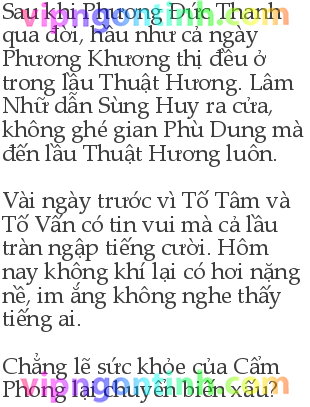 Sau khi Phương Đức Thanh
qua đời, hầu như cả ngày
Phương Khương thị đều ở
trong lầu Thuật Hương. Lâm
Nhữ dẫn Sùng Huy ra cửa,
không ghé gian Phù Dung mà
đến lầu Thuật Hương luôn.

Vài ngày trước vì Tố Tâm và
Tố Vấn có tin vui mà cả lầu
tràn ngập tiếng cười. Hôm
nay không khí lại có hơi nặng
nề, im ắng không nghe thấy
tiếng ai.

Chẳng lẽ sức khỏe của Cẩm
Phong lại chuyển biến xấu?
vipngontinh.com
vipngontinh.com